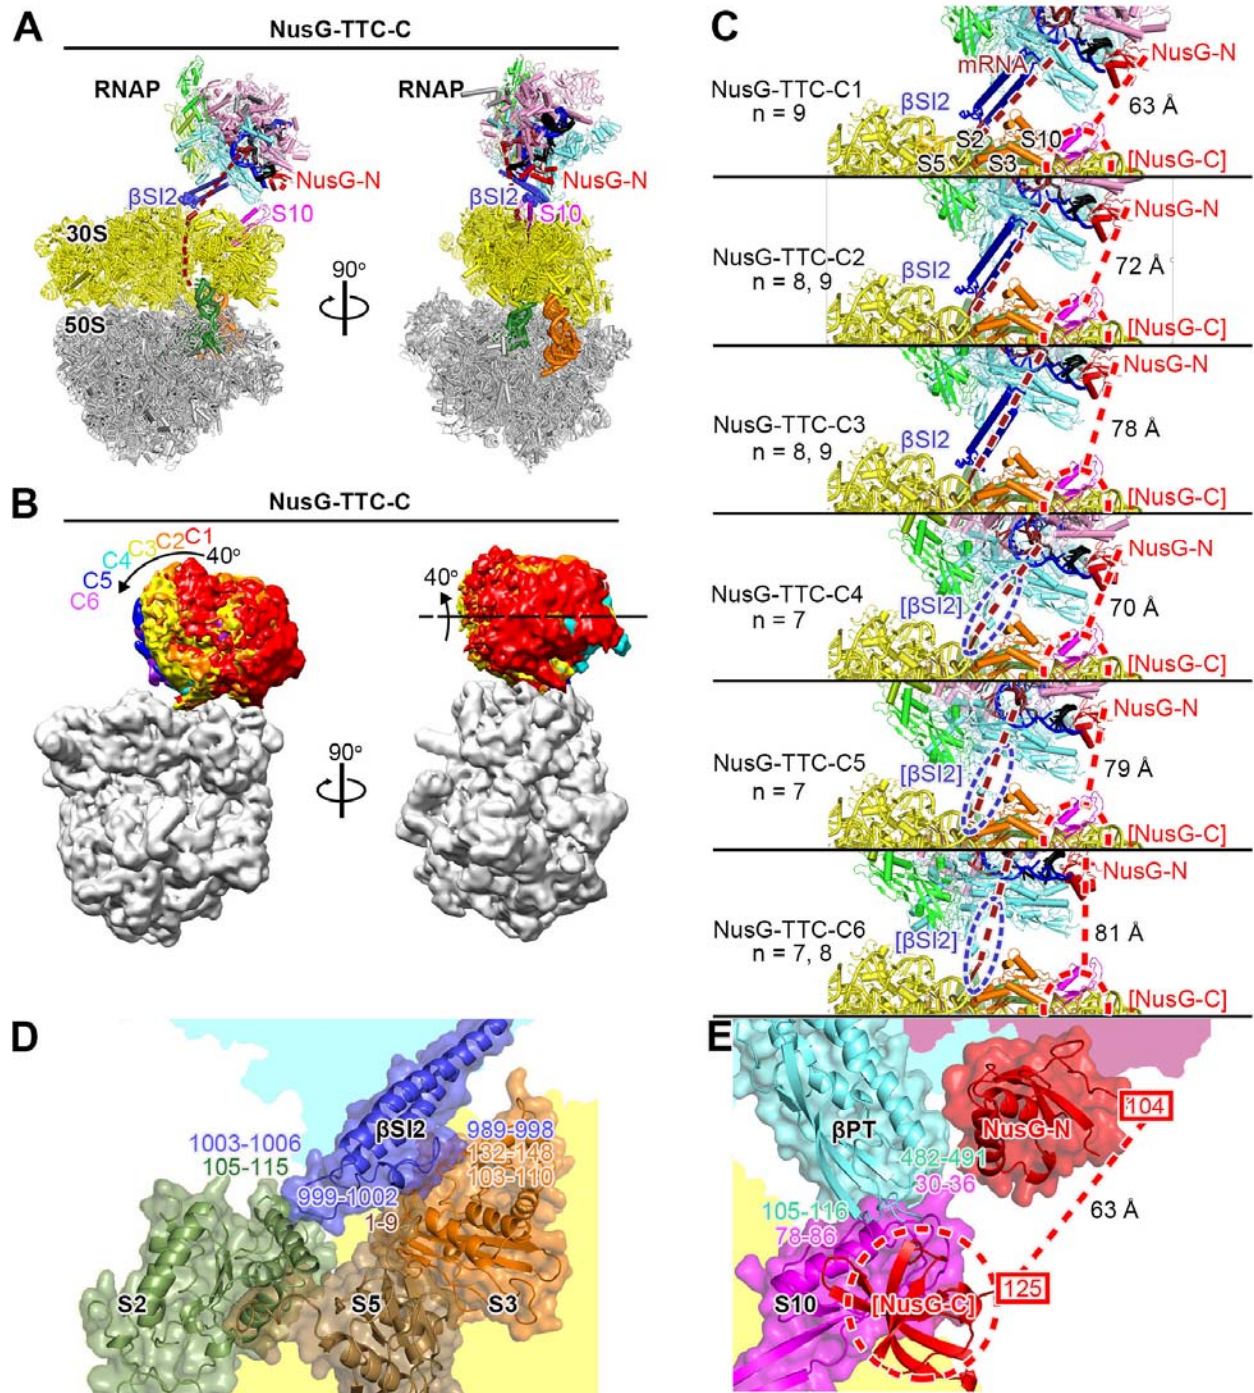 A
NusG-TTC-C
RNAP
RNAP
NusG-N
NusG-N
βSI2
βSI2
S10
S10
30S
50S
90°
B
NusG-TTC-C
C6 C5 C4 C3 C2 C1
40°
40°
90°
C
NusG-TTC-C1
n = 9
mRNA
NusG-N
βSI2
63 Å
S2
S10
S5
S3
[NusG-C]
NusG-TTC-C2
n = 8, 9
βSI2
NusG-N
72 Å
[NusG-C]
NusG-TTC-C3
n = 8, 9
βSI2
NusG-N
78 Å
[NusG-C]
NusG-TTC-C4
n = 7
[βSI2]
NusG-N
70 Å
[NusG-C]
NusG-TTC-C5
n = 7
[βSI2]
NusG-N
79 Å
[NusG-C]
NusG-TTC-C6
n = 7, 8
[βSI2]
NusG-N
81 Å
[NusG-C]
D
βSI2
1003-1006
105-115
989-998
132-148
103-110
999-1002
1-9
S2
S5
S3
E
βPT
NusG-N
104
482-491
30-36
105-116
78-86
63 Å
S10
[NusG-C]
125